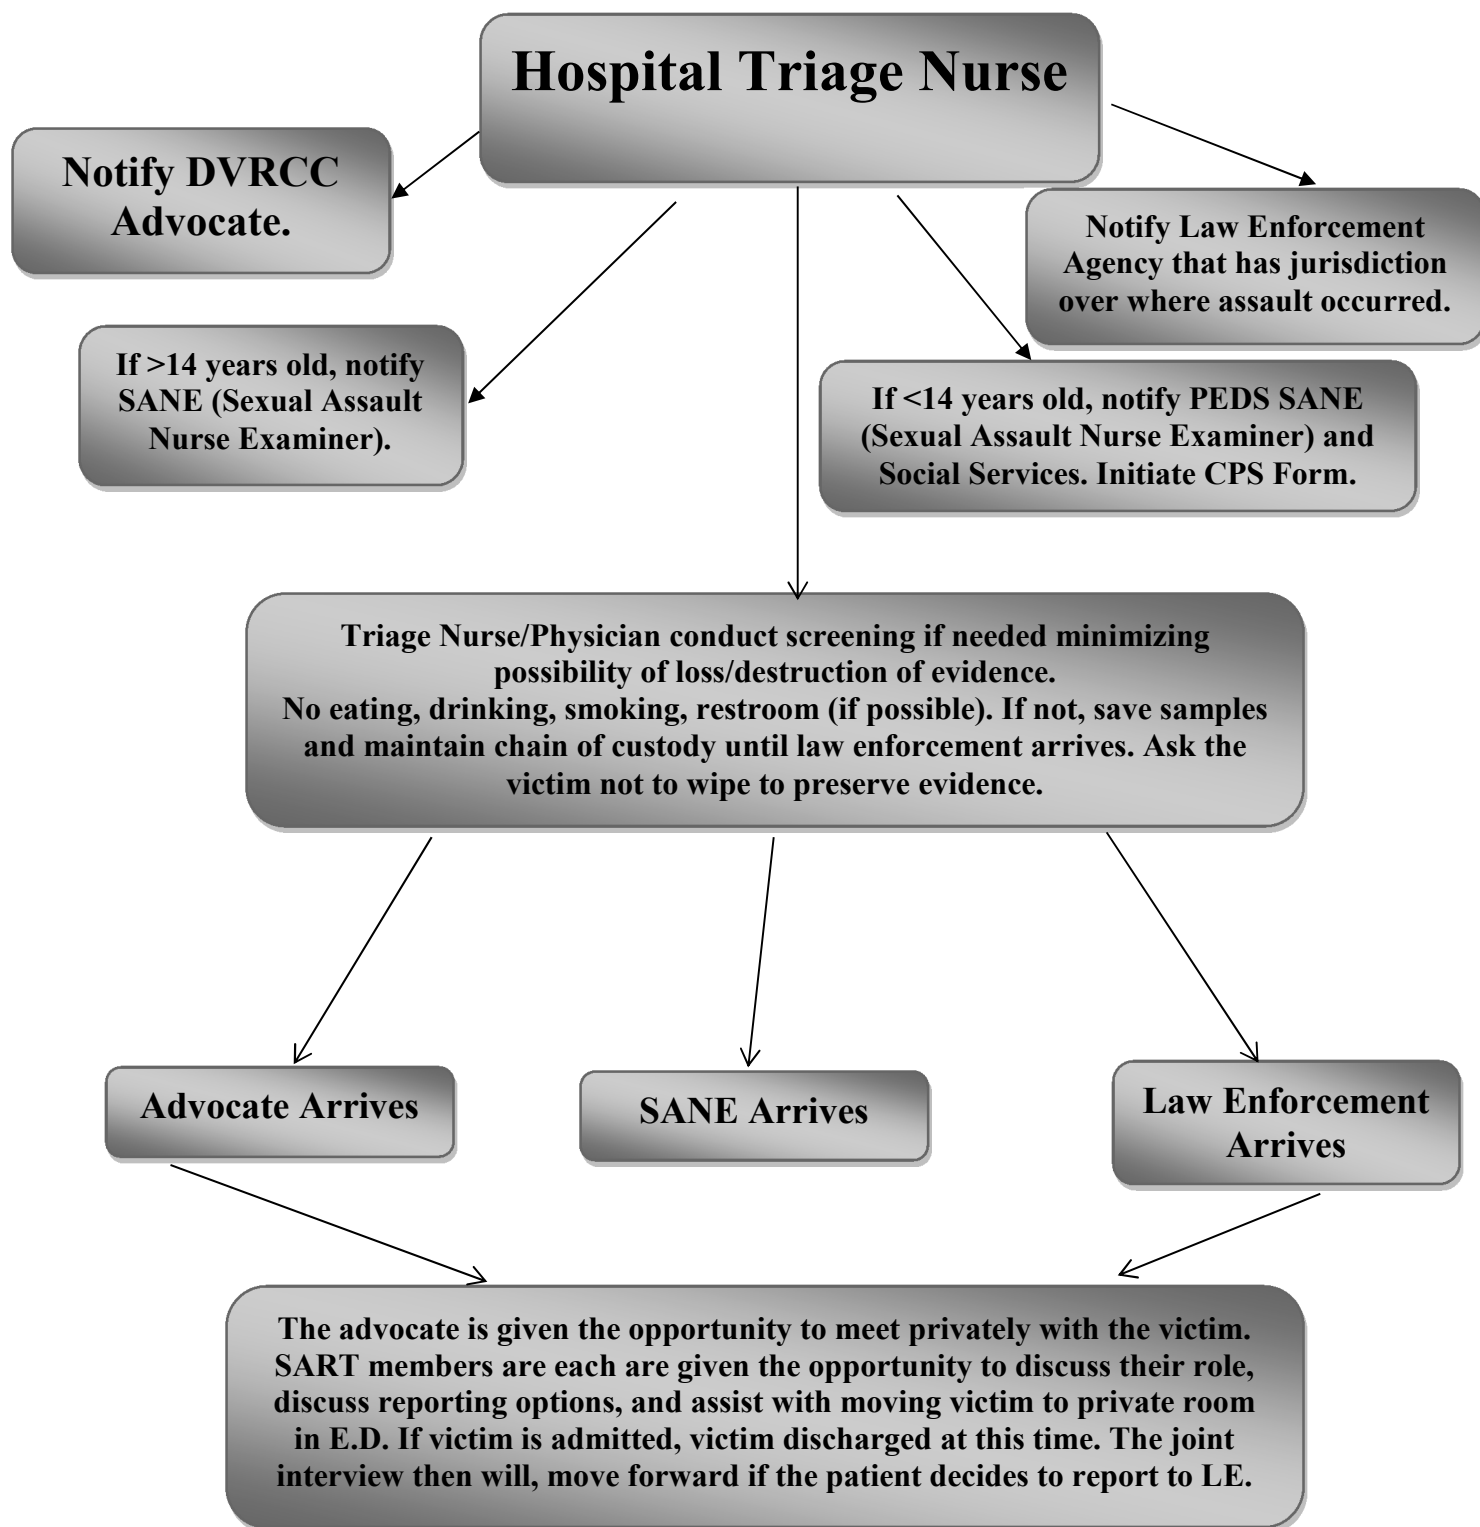 Hospital Triage Nurse
Notify DVRCC
Advocate.
Notify Law Enforcement
Agency that has jurisdiction
over where assault occurred.
If >14 years old, notify
SANE (Sexual Assault
Nurse Examiner).
If <14 years old, notify PEDS SANE
(Sexual Assault Nurse Examiner) and
Social Services. Initiate CPS Form.
Triage Nurse/Physician conduct screening if needed minimizing
possibility of loss/destruction of evidence.
No eating, drinking, smoking, restroom (if possible). If not, save samples
and maintain chain of custody until law enforcement arrives. Ask the
victim not to wipe to preserve evidence.
Advocate Arrives
SANE Arrives
Law Enforcement
Arrives
The advocate is given the opportunity to meet privately with the victim.
SART members are each are given the opportunity to discuss their role,
discuss reporting options, and assist with moving victim to private room
in E.D. If victim is admitted, victim discharged at this time. The joint
interview then will, move forward if the patient decides to report to LE.